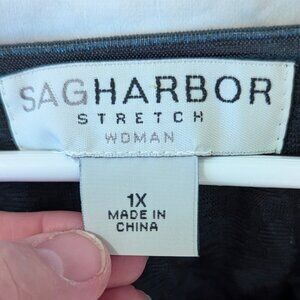 SAGHARBOR
STRETCH
WOMAN
1X
MADE IN
CHINA